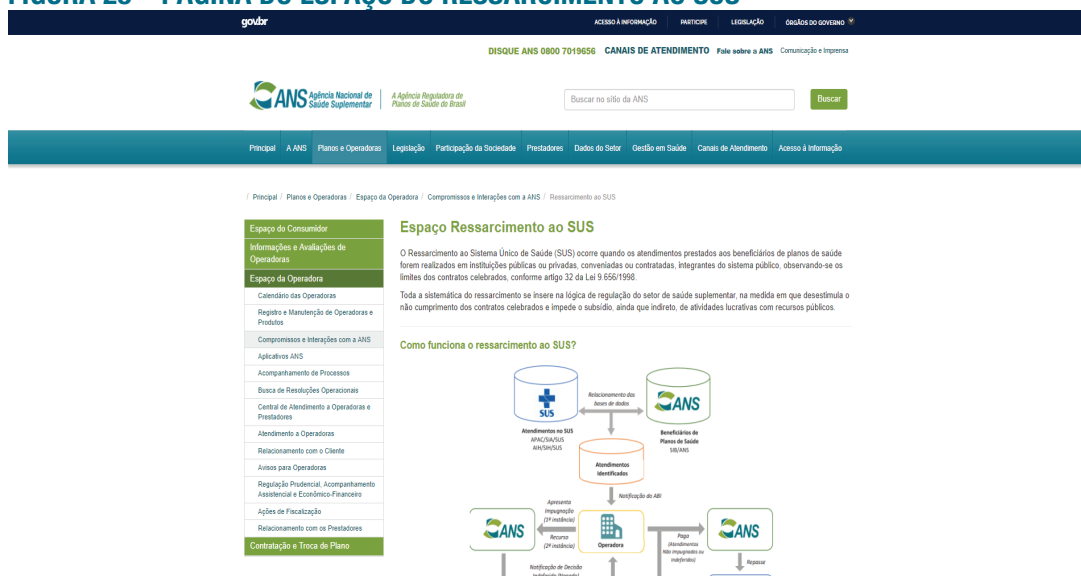 FIGURA 25 – PÁGINA DO ESPAÇO DO RESSARCIMENTO AO SUS
govbr
ACESSO À INFORMAÇÃO PARTICIPE LEGISLAÇÃO ÓRGÃOS DO GOVERNO
DISQUE ANS 0800 7019656 CANAIS DE ATENDIMENTO Fale sobre a ANS Comunicação e Imprensa
ANS Agência Nacional de Saúde Suplementar
A Agência Reguladora de
Planos de Saúde do Brasil
Buscar no sítio da ANS
Buscar
Principal A ANS Planos e Operadoras Legislação Participação da Sociedade Prestadores Dados do Setor Gestão em Saúde Canais de Atendimento Acesso à Informação
/ Principal / Planos e Operadoras / Espaço da Operadora / Compromissos e Interações com a ANS / Ressarcimento ao SUS
Espaço do Consumidor
Informações e Avaliações de
Operadoras
Espaço da Operadora
Calendário das Operadoras
Registro e Manutenção de Operadoras e
Produtos
Compromissos e Interações com a ANS
Aplicativos ANS
Acompanhamento de Processos
Busca de Resoluções Operacionais
Central de Atendimento a Operadoras e
Prestadores
Atendimento a Operadoras
Relacionamento com o Cliente
Avisos para Operadoras
Regulação Prudencial, Acompanhamento
Assistencial e Econômico-Financeiro
Ações de Fiscalização
Relacionamento com os Prestadores
Contratação e Troca de Plano
Espaço Ressarcimento ao SUS
O Ressarcimento ao Sistema Único de Saúde (SUS) ocorre quando os atendimentos prestados aos beneficiários de planos de saúde
forem realizados em instituições públicas ou privadas, conveniadas ou contratadas, integrantes do sistema público, observando-se os
limites dos contratos celebrados, conforme artigo 32 da Lei 9.656/1998.
Toda a sistemática do ressarcimento se insere na lógica de regulação do setor de saúde suplementar, na medida em que desestimula o
não cumprimento dos contratos celebrados e impede o subsídio, ainda que indireto, de atividades lucrativas com recursos públicos.
Como funciona o ressarcimento ao SUS?
SUS
Relacionamento das
bases de dados
ANS
Atendimentos no SUS
APAC/SIA/SUS
AIH/SIH/SUS
Beneficiários de
Planos de Saúde
SIB/ANS
Atendimentos
Identificados
Notificação do ABI
Apresenta
Impugnação
(1ª instância)
ANS
Recurso
(2ª instância)
Operadora
Paga
(Atendimentos
Não Impugnados ou
Indeferidos)
ANS
Repasse
Notificação de Decisão